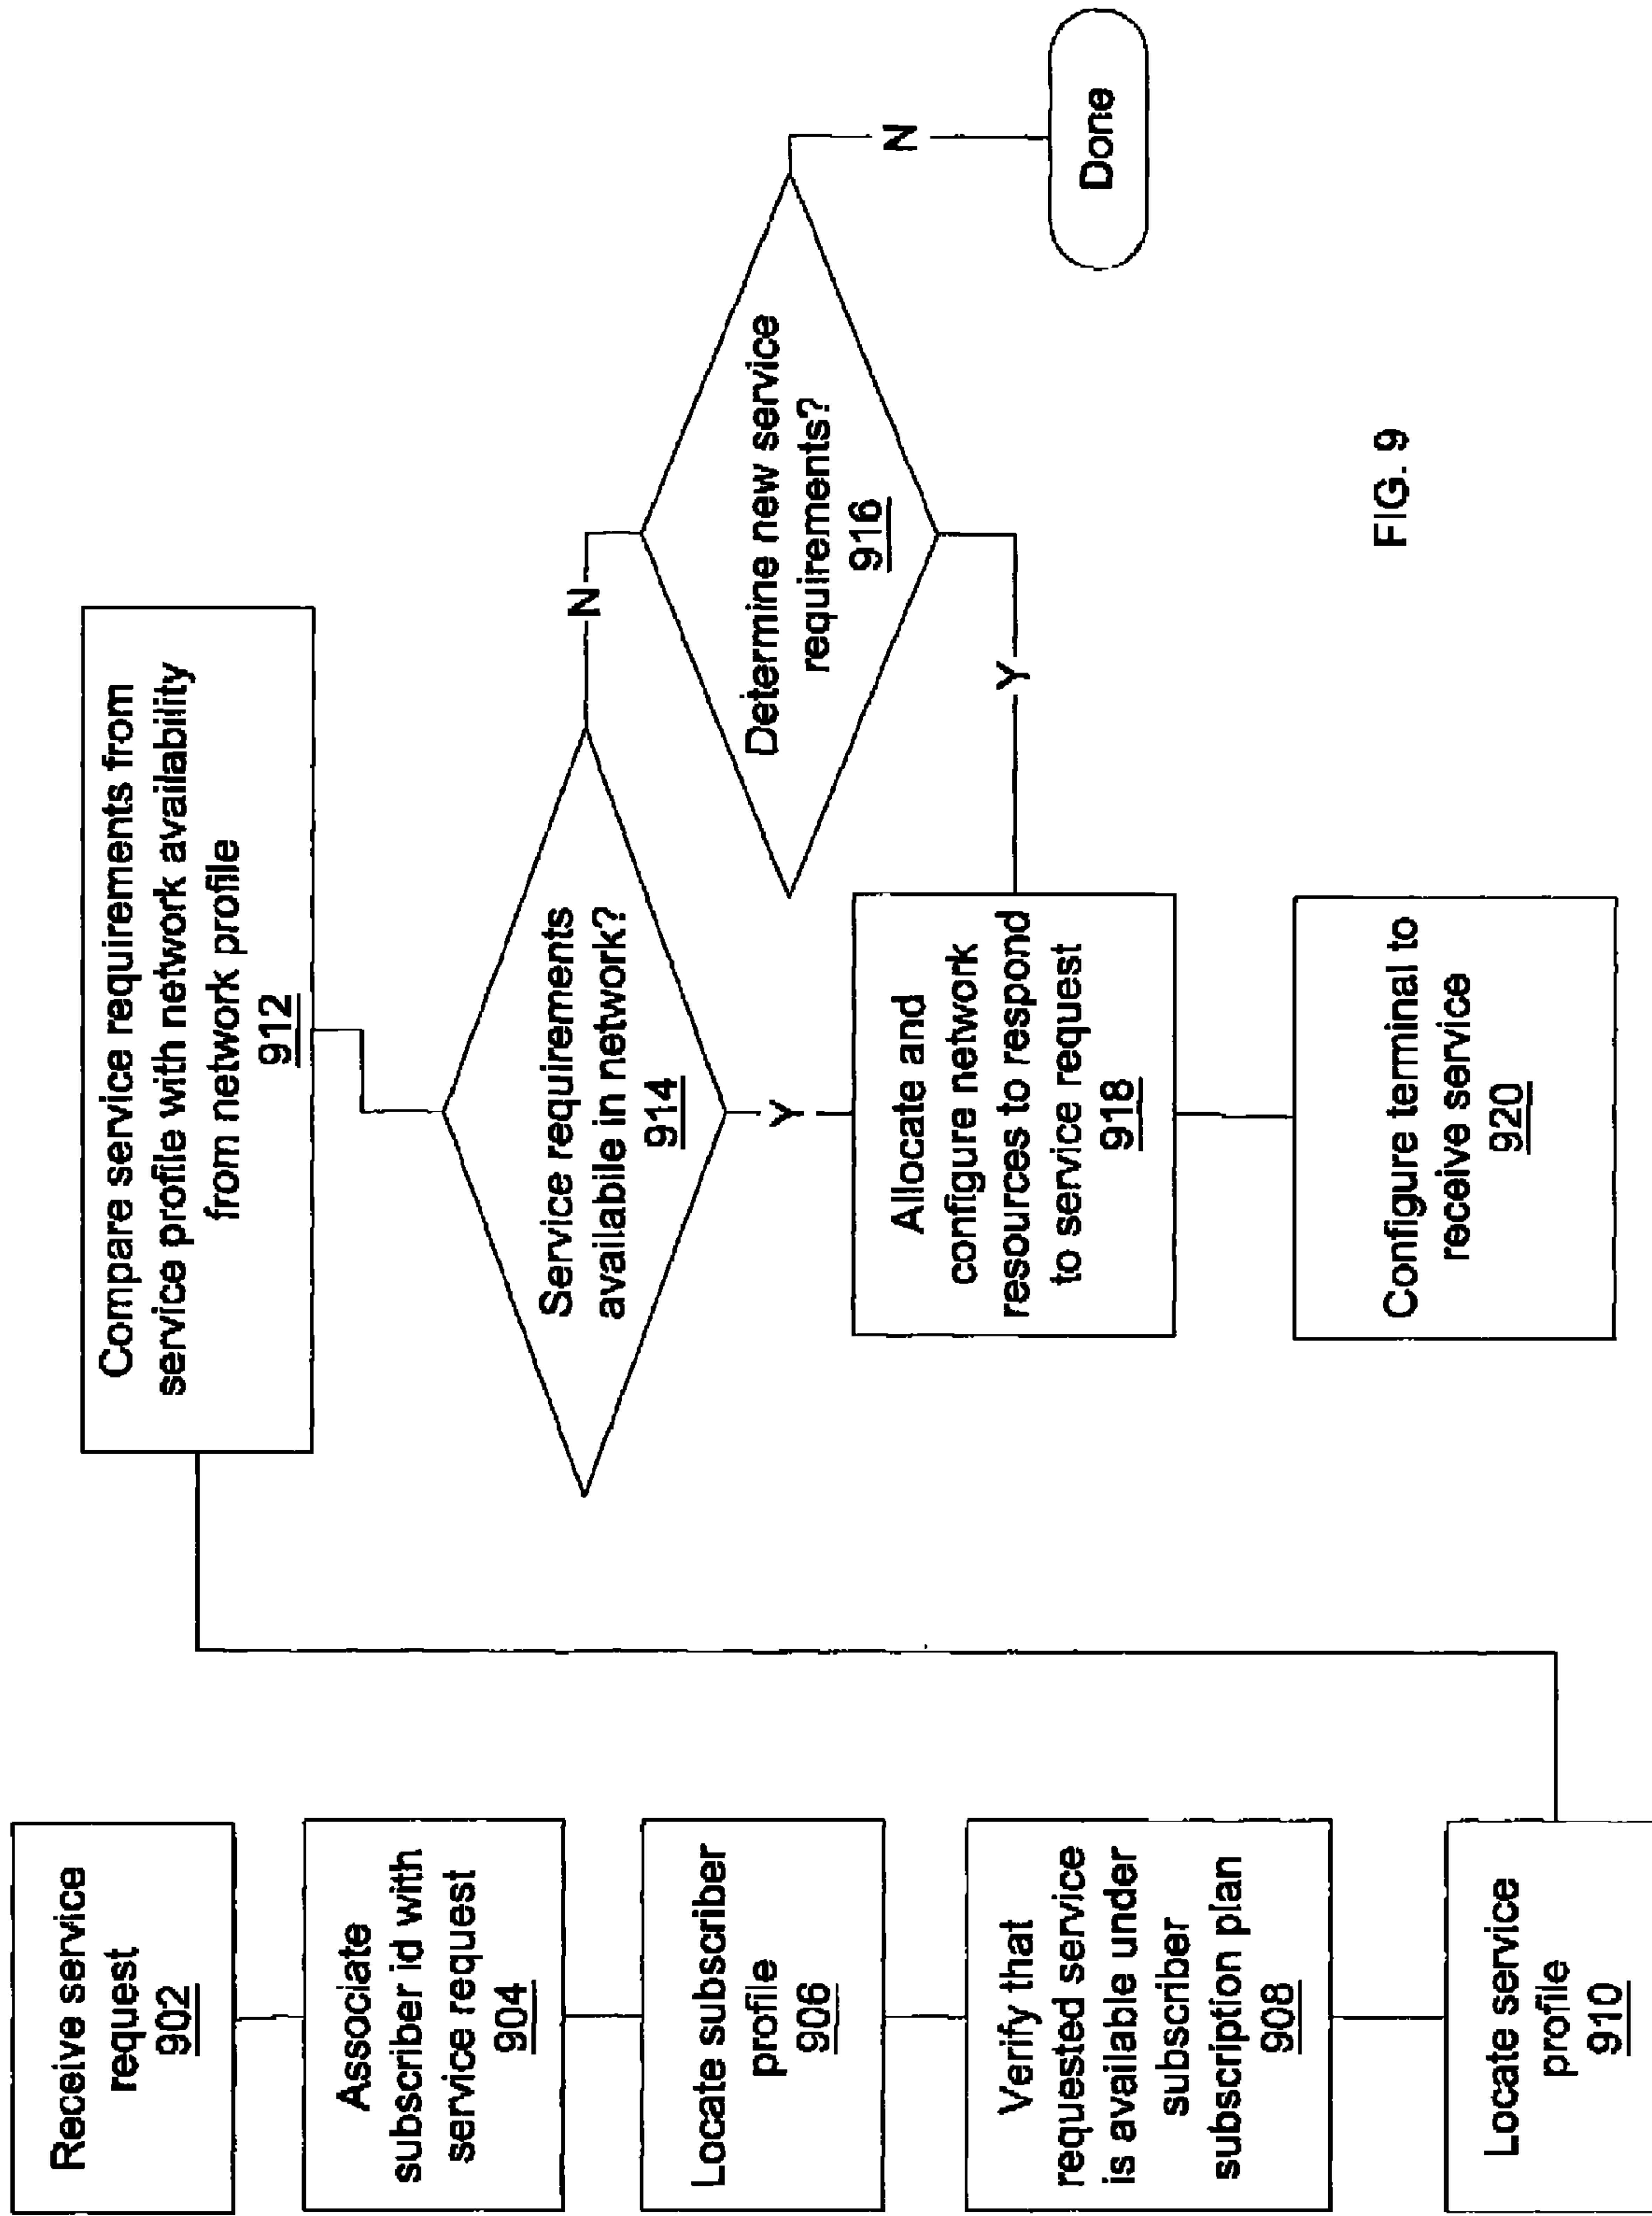 Receive service
request
902
Associate
subscriber id with
service request
904
Locate subscriber
profile
906
Verify that
requested service
is available under
subscriber
subscription plan
908
Locate service
profile
910
Compare service requirements from
service profile with network availability
from network profile
912
Service requirements
availabile in network?
914
N
Y
Determine new service
requirements?
916
N
Y
Done
Allocate and
configure network
resources to respond
to service request
918
Configure terminal to
receive service
920
FIG. 9